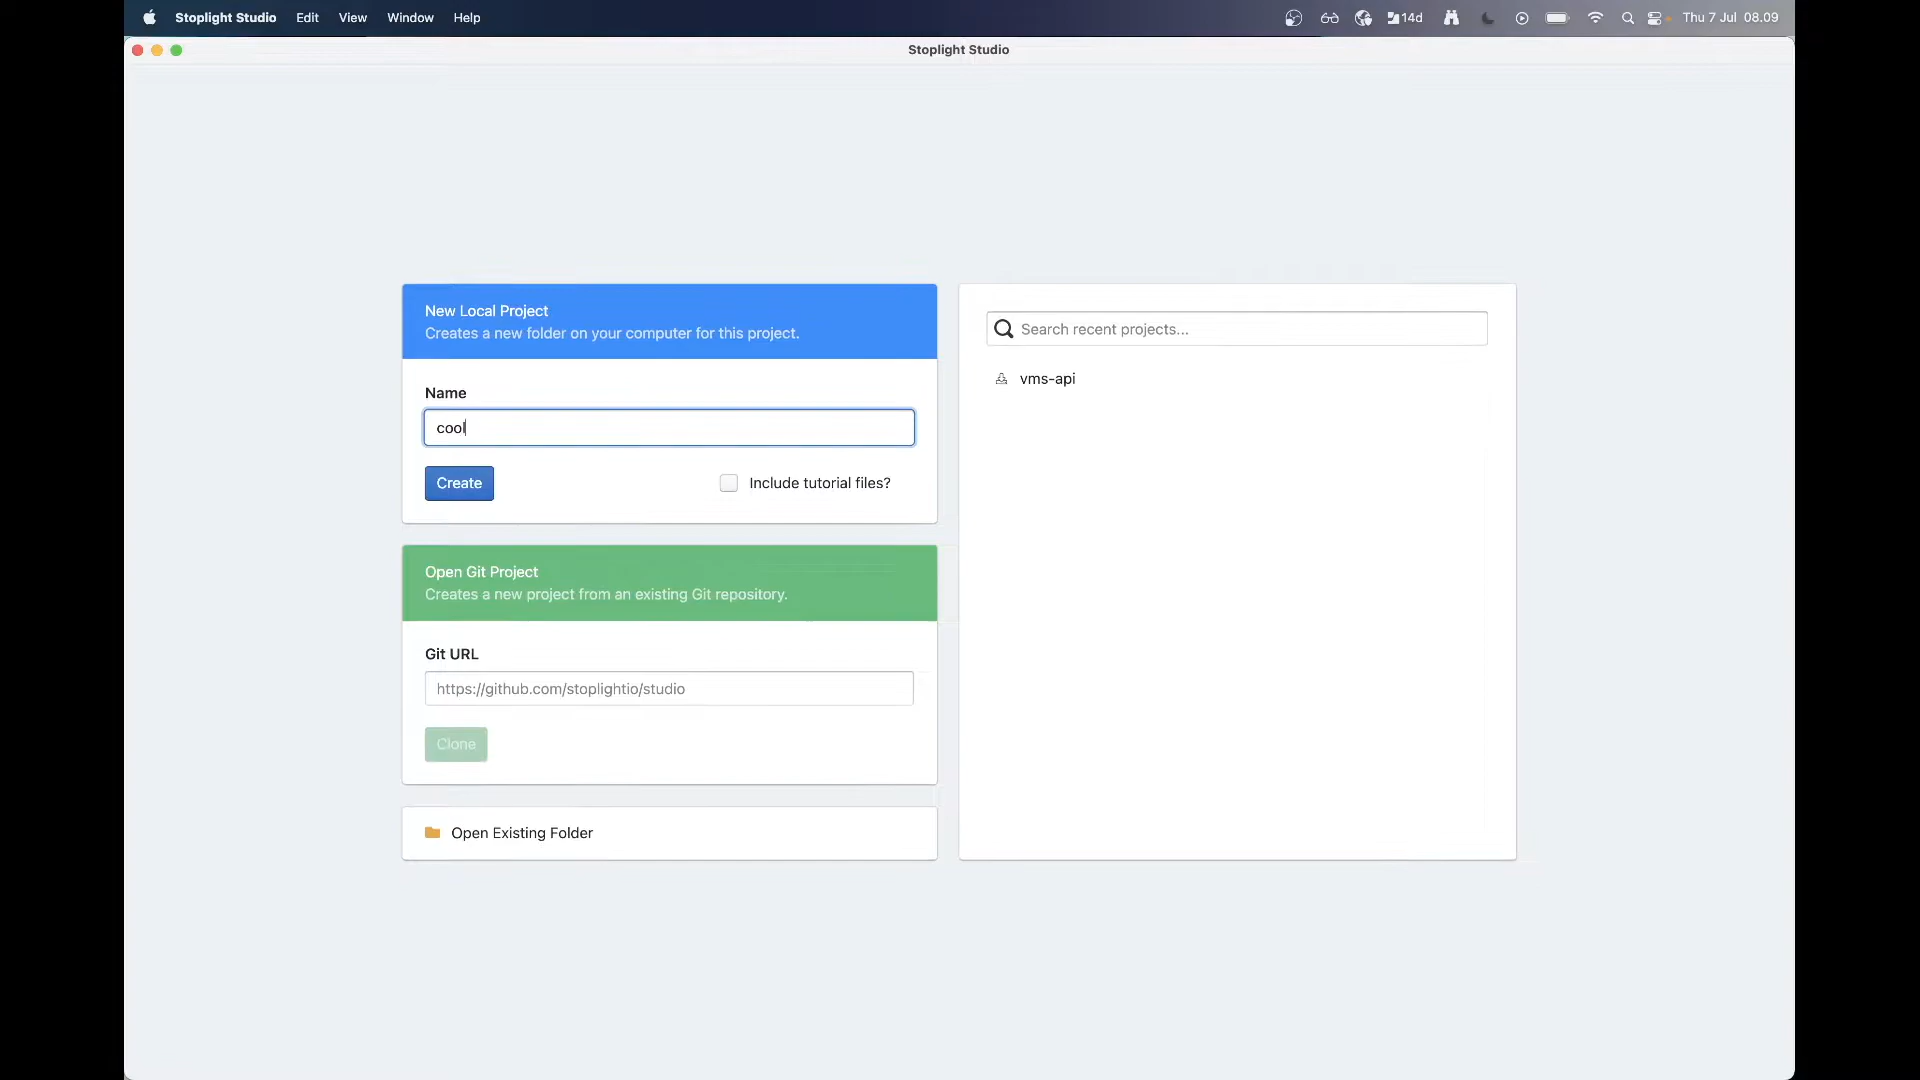 Stoplight Studio Edit View Window Help 14d Thu 7 Jul 08.09
Stoplight Studio
New Local Project
Creates a new folder on your computer for this project.
Name
cool
Create
Include tutorial files?
Open Git Project
Creates a new project from an existing Git repository.
Git URL
https://github.com/stoplightio/studio
Clone
Open Existing Folder
Search recent projects...
vms-api